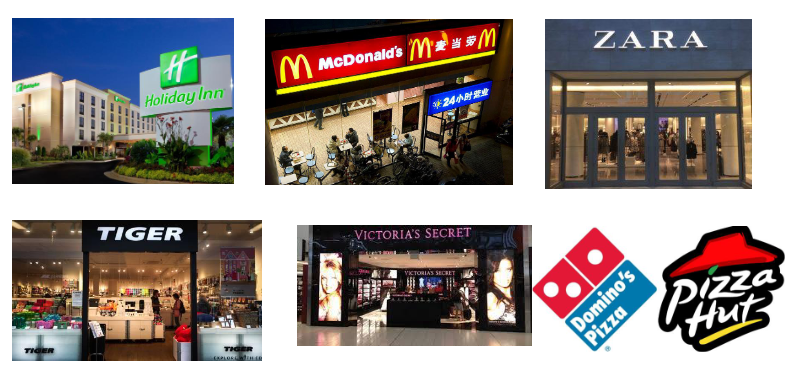 H
Holiday Inn
McDonald's
麦当劳
24小时营业
ZARA
TIGER
TIGER
TIGER
VICTORIA'S SECRET
VICTORIA'S SECRET
Domino's
Pizza
®
Pizza
Hut